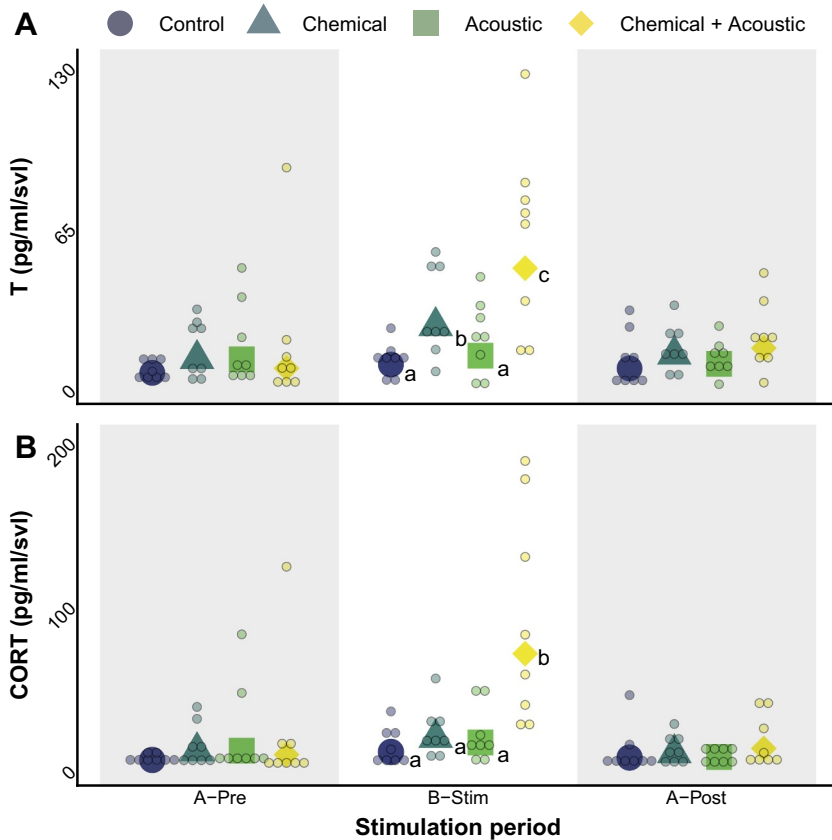 A
Control Chemical Acoustic Chemical + Acoustic
130
65
0
T (pg/ml/svl)
a
b
a
c
B
200
100
0
CORT (pg/ml/svl)
a
a
a
b
A−Pre B−Stim A−Post
Stimulation period